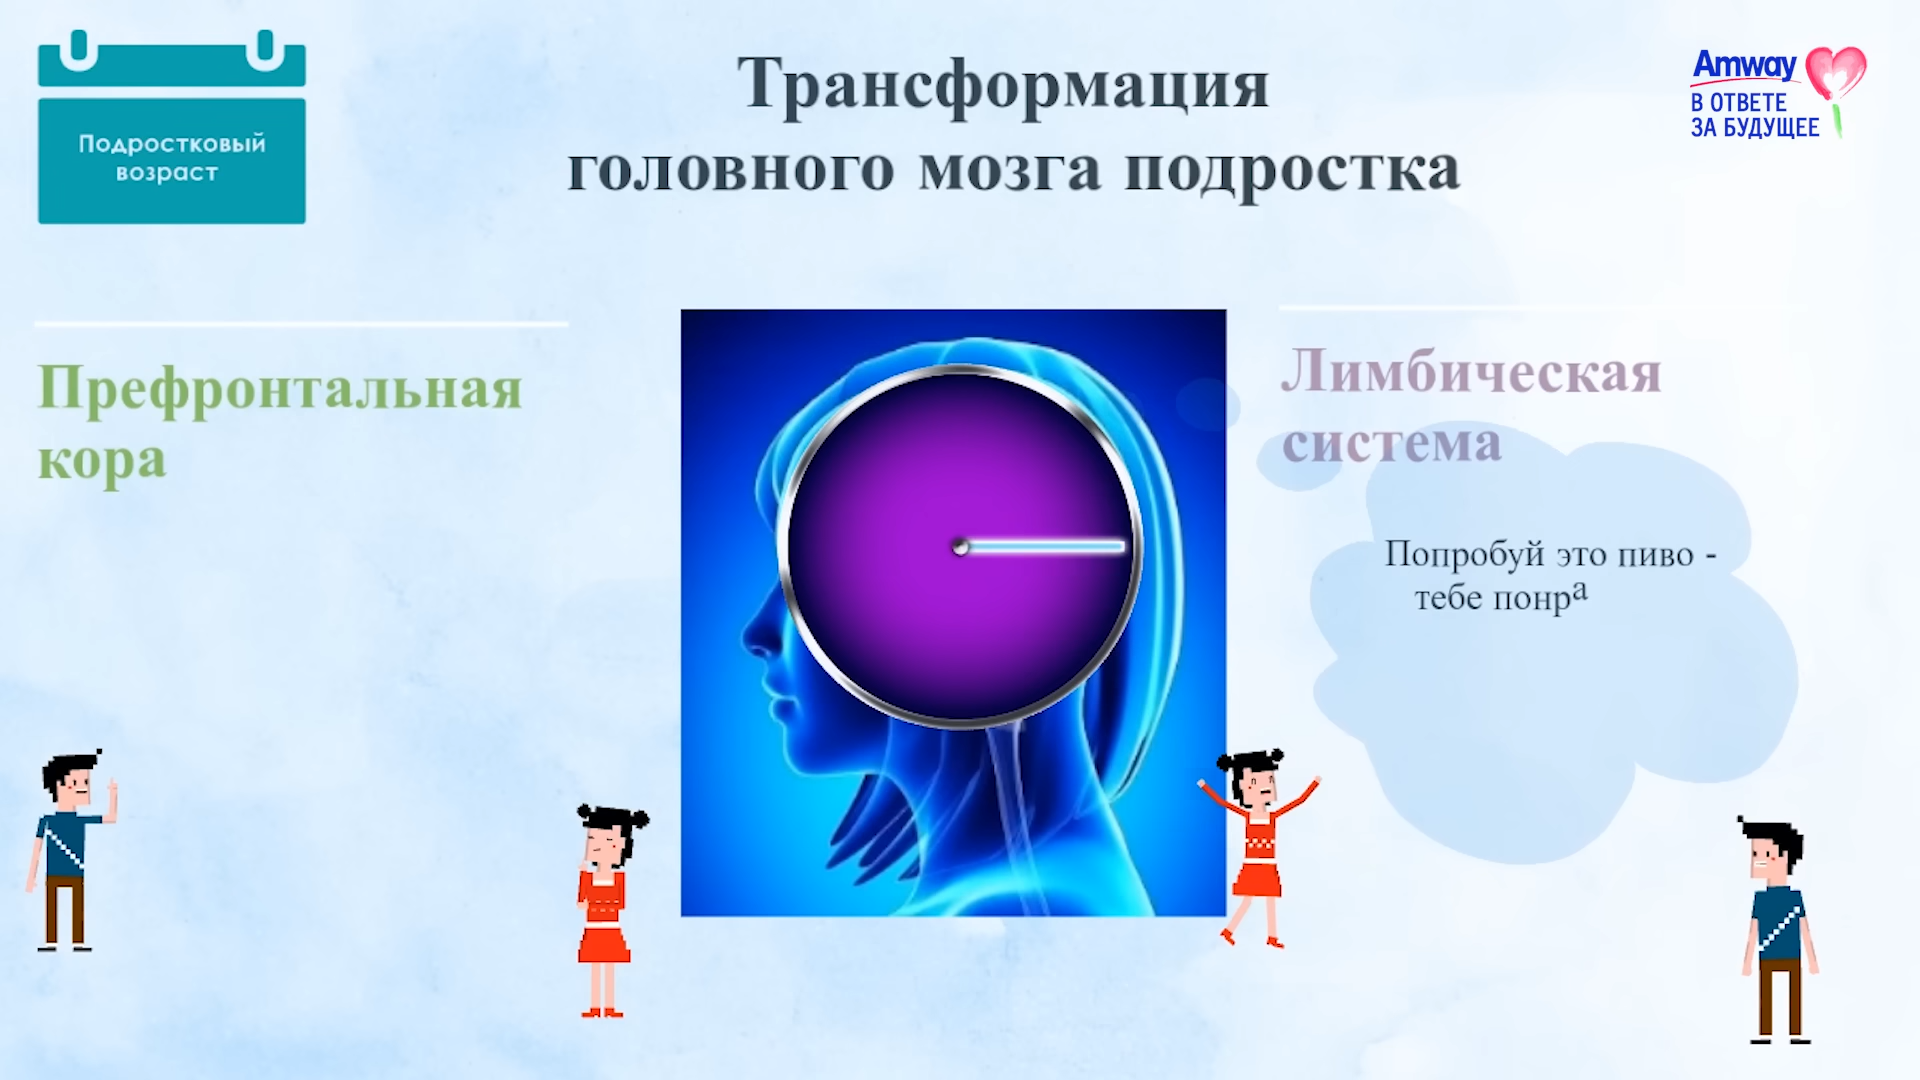 Подростковый
возраст
Трансформация
головного мозга подростка
Amway
В ОТВЕТЕ
ЗА БУДУЩЕЕ
Префронтальная
кора
Лимбическая
система
Попробуй это пиво -
тебе понра